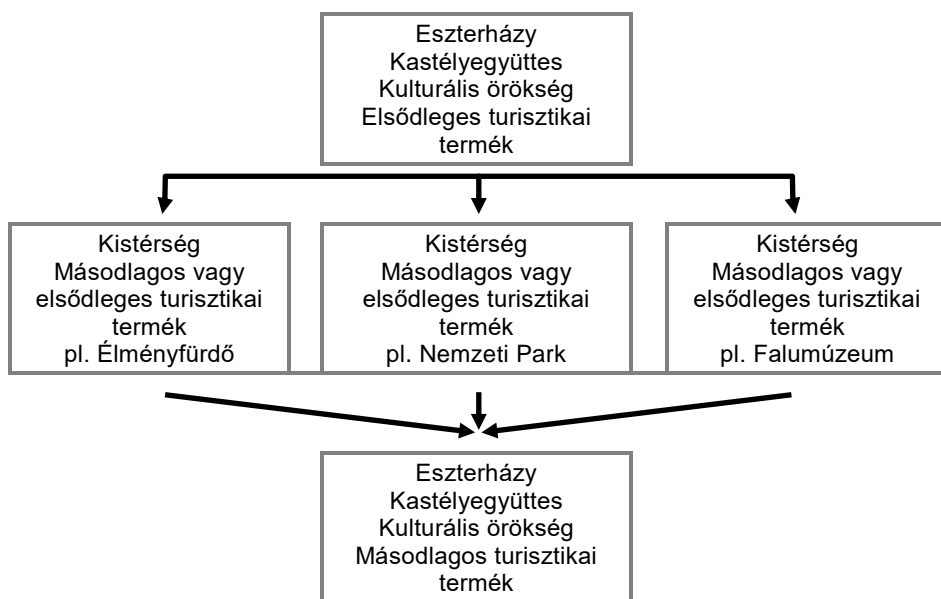 Eszterházy
Kastélyegyüttes
Kulturális örökség
Elsődleges turisztikai
termék
Kistérség
Másodlagos vagy
elsődleges turisztikai
termék
pl. Élményfürdő
Kistérség
Másodlagos vagy
elsődleges turisztikai
termék
pl. Nemzeti Park
Kistérség
Másodlagos vagy
elsődleges turisztikai
termék
pl. Falumúzeum
Eszterházy
Kastélyegyüttes
Kulturális örökség
Másodlagos turisztikai
termék